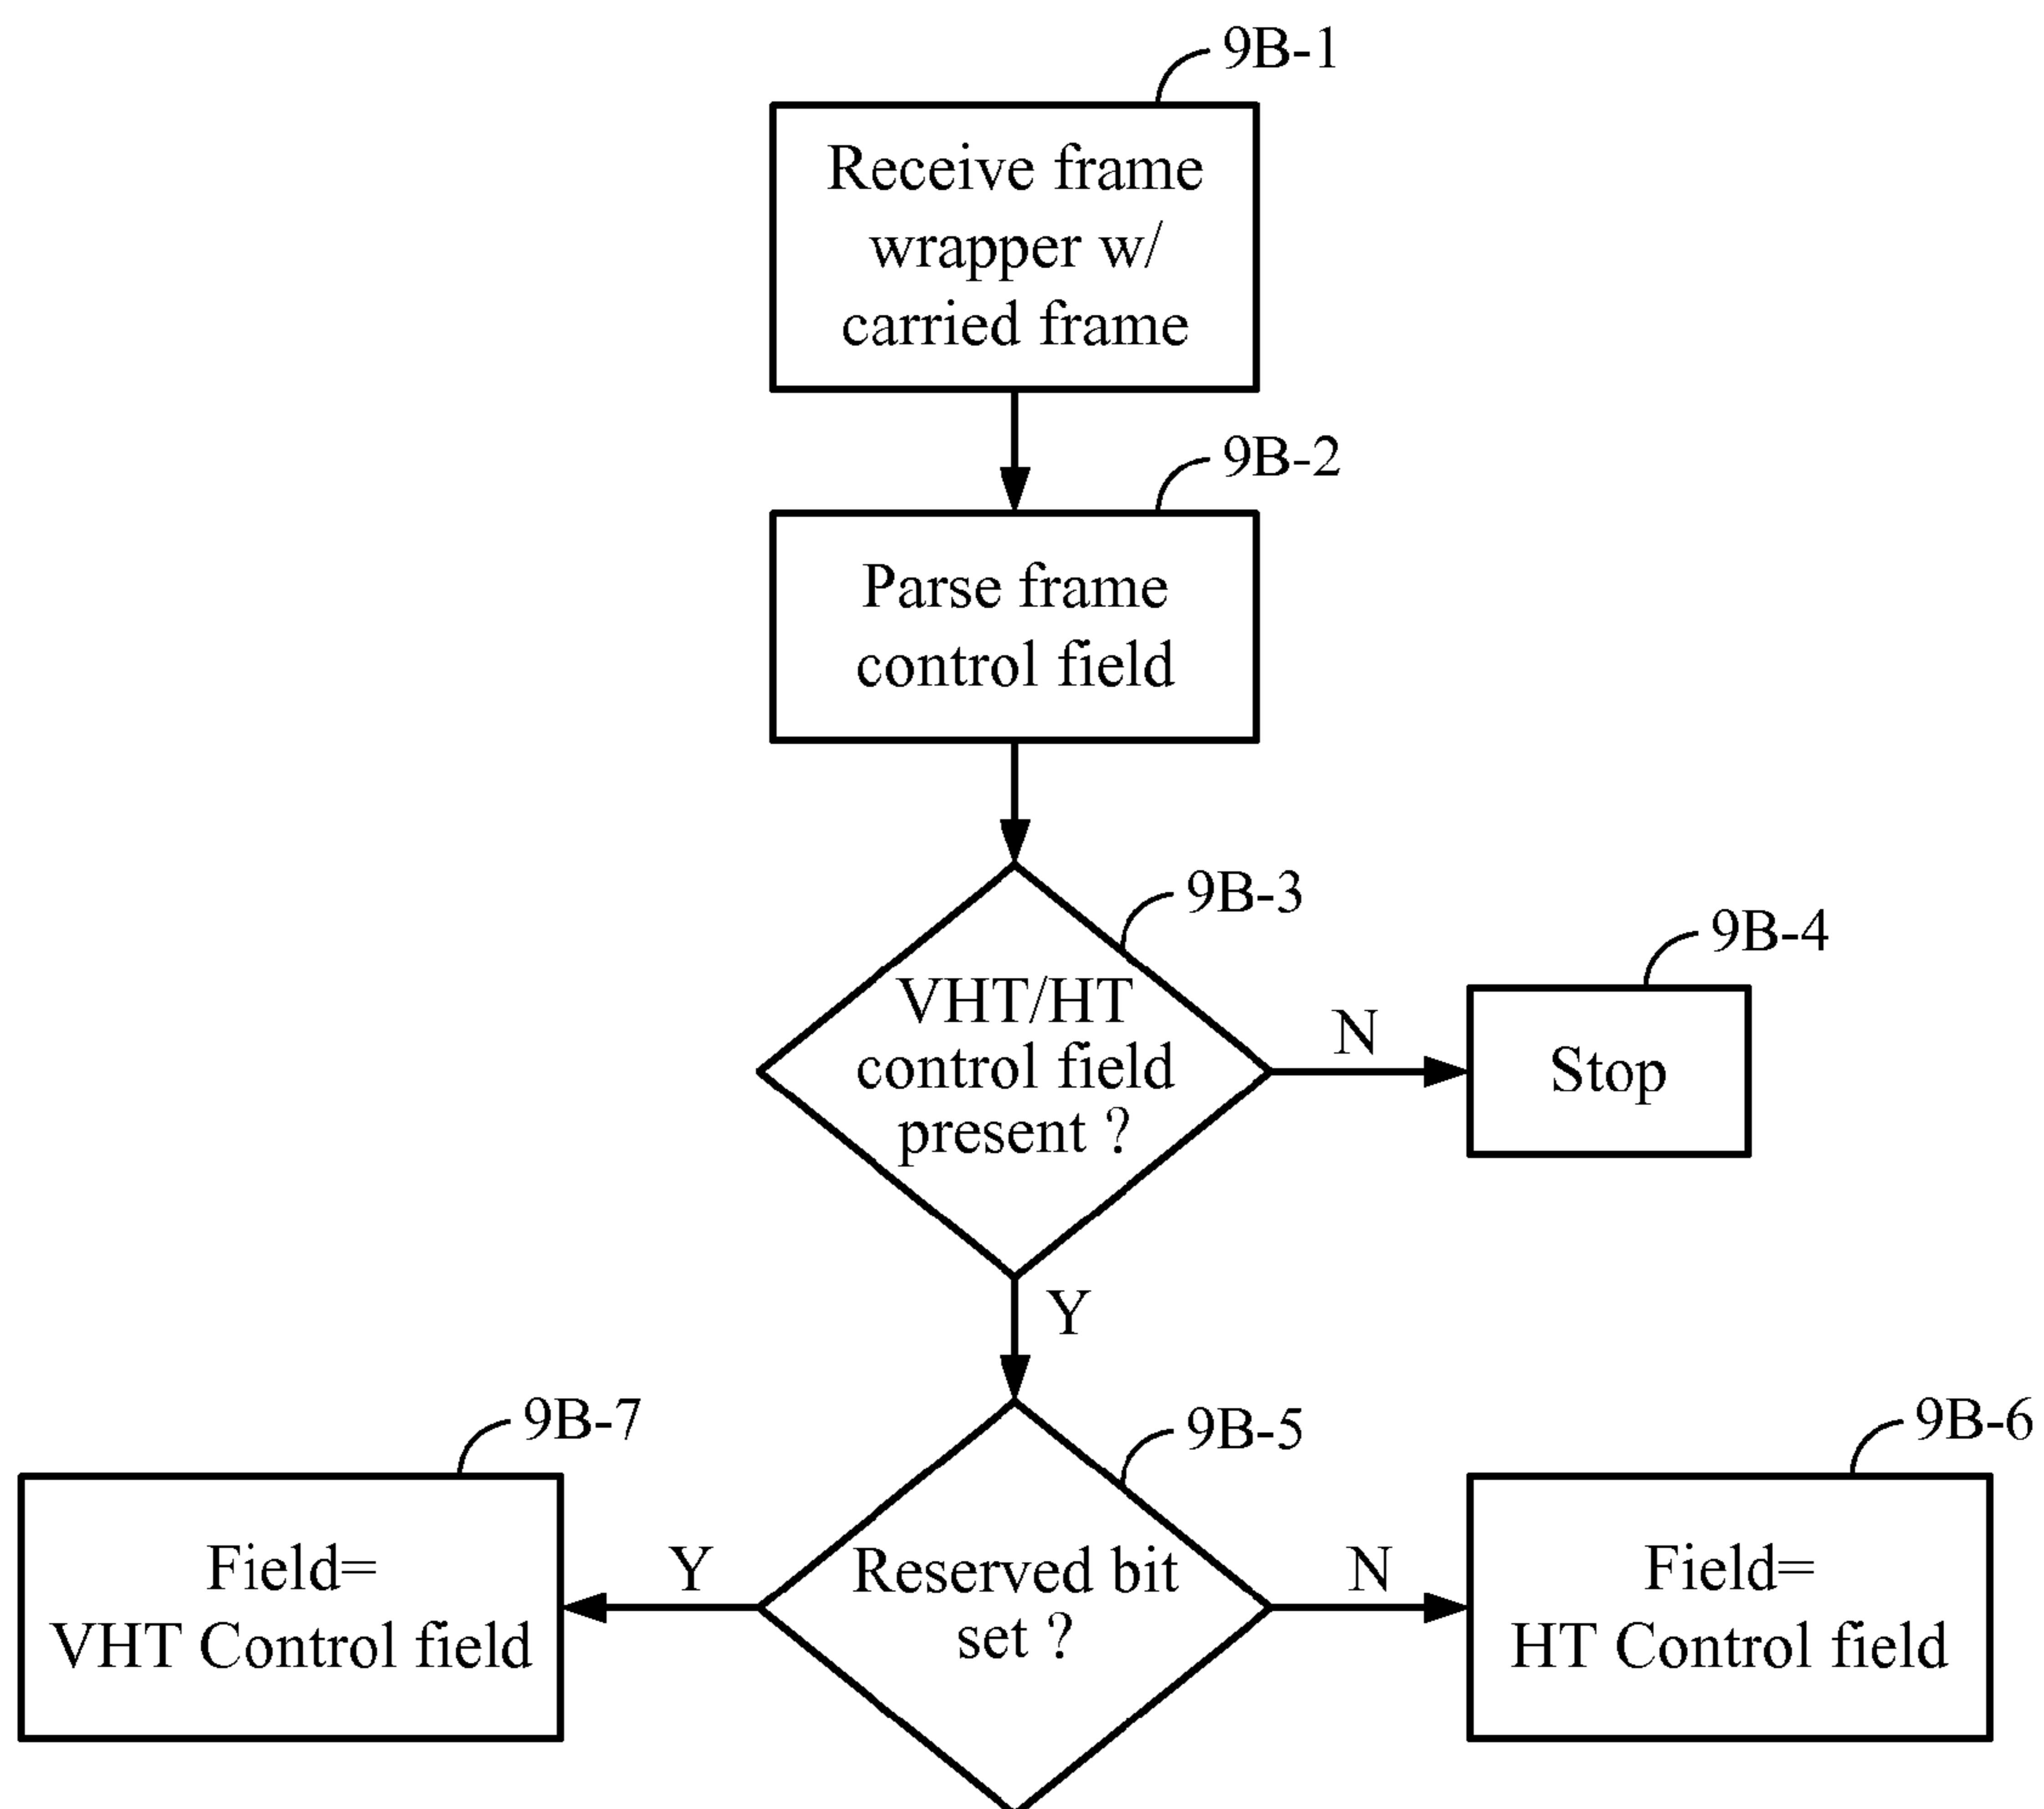 9B-1
Receive frame
wrapper w/
carried frame
9B-2
Parse frame
control field
9B-3
VHT/HT
control field
present ?
N
9B-4
Stop
Y
9B-7
Field=
VHT Control field
Y
9B-5
Reserved bit
set ?
N
9B-6
Field=
HT Control field